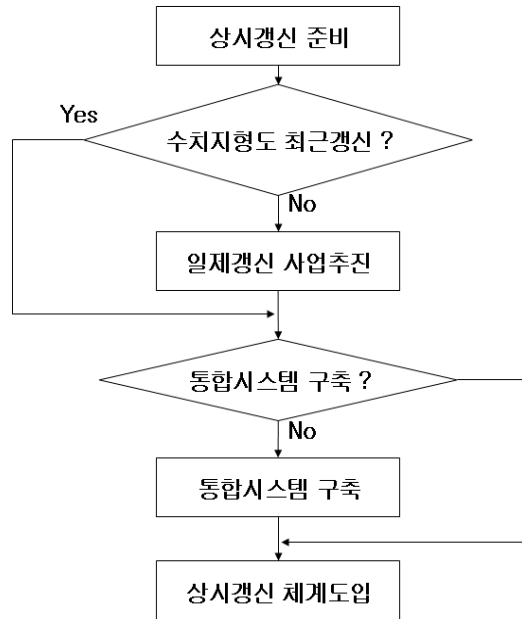 상시갱신 준비
Yes
수치지형도 최근갱신 ?
No
일제갱신 사업추진
통합시스템 구축 ?
No
통합시스템 구축
상시갱신 체계도입